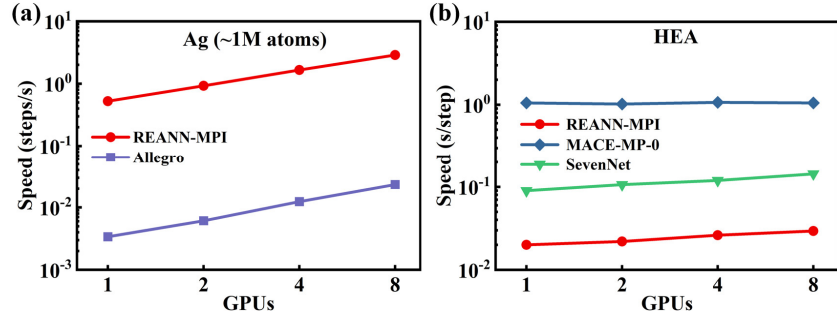 (a)
Ag (~1M atoms)
Speed (steps/s)
10^1
10^0
10^-1
10^-2
10^-3
REANN-MPI
Allegro
1 2 4 8
GPUs
(b)
HEA
Speed (s/step)
10^1
10^0
10^-1
10^-2
REANN-MPI
MACE-MP-0
SevenNet
1 2 4 8
GPUs